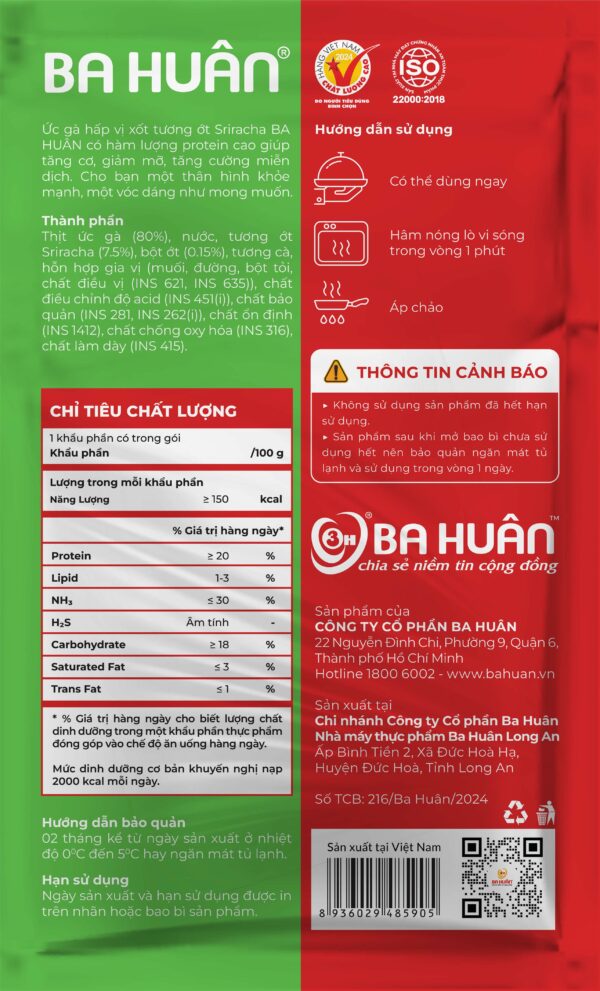 BA HUÂN®
Ức gà hấp vị xốt tương ớt Sriracha BA
HUÂN có hàm lượng protein cao giúp
tăng cơ, giảm mỡ, tăng cường miễn
dịch. Cho bạn một thân hình khỏe
mạnh, một vóc dáng như mong muốn.
Thành phần
Thịt ức gà (80%), nước, tương ớt
Sriracha (7.5%), bột ớt (0.15%), tương cà,
hỗn hợp gia vị (muối, đường, bột tỏi,
chất điều vị (INS 621, INS 635)), chất
điều chỉnh độ acid (INS 451(i)), chất bảo
quản (INS 281, INS 262(i)), chất ổn định
(INS 1412), chất chống oxy hóa (INS 316),
chất làm dày (INS 415).
CHỈ TIÊU CHẤT LƯỢNG
1 khẩu phần có trong gói
Khẩu phần /100 g
Lượng trong mỗi khẩu phần
Năng Lượng ≥ 150 kcal
% Giá trị hàng ngày*
Protein ≥ 20 %
Lipid 1-3 %
NH₃ ≤ 30 %
H₂S Âm tính -
Carbohydrate ≥ 18 %
Saturated Fat ≤ 3 %
Trans Fat ≤ 1 %
* % Giá trị hàng ngày cho biết lượng chất
dinh dưỡng trong một khẩu phần thực phẩm
đóng góp vào chế độ ăn uống hàng ngày.
Mức dinh dưỡng cơ bản khuyến nghị nạp
2000 kcal mỗi ngày.
Hướng dẫn bảo quản
02 tháng kể từ ngày sản xuất ở nhiệt
độ 0°C đến 5°C hay ngăn mát tủ lạnh.
Hạn sử dụng
Ngày sản xuất và hạn sử dụng được in
trên nhãn hoặc bao bì sản phẩm.
HÀNG VIỆT NAM
2024
CHẤT LƯỢNG CAO
DO NGƯỜI TIÊU DÙNG
BÌNH CHỌN
ISO
22000:2018
Hướng dẫn sử dụng
Có thể dùng ngay
Hâm nóng lò vi sóng
trong vòng 1 phút
Áp chảo
THÔNG TIN CẢNH BÁO
▸ Không sử dụng sản phẩm đã hết hạn
sử dụng.
▸ Sản phẩm sau khi mở bao bì chưa sử
dụng hết nên bảo quản ngăn mát tủ
lạnh và sử dụng trong vòng 1 ngày.
3H® BA HUÂN™
chia sẻ niềm tin cộng đồng
Sản phẩm của
CÔNG TY CỔ PHẦN BA HUÂN
22 Nguyễn Đình Chi, Phường 9, Quận 6,
Thành phố Hồ Chí Minh
Hotline 1800 6002 - www.bahuan.vn
Sản xuất tại
Chi nhánh Công ty Cổ phần Ba Huân
Nhà máy thực phẩm Ba Huân Long An
Ấp Bình Tiền 2, Xã Đức Hoà Hạ,
Huyện Đức Hoà, Tỉnh Long An
Số TCB: 216/Ba Huân/2024
Sản xuất tại Việt Nam
8 936029 485905
BA HUÂN